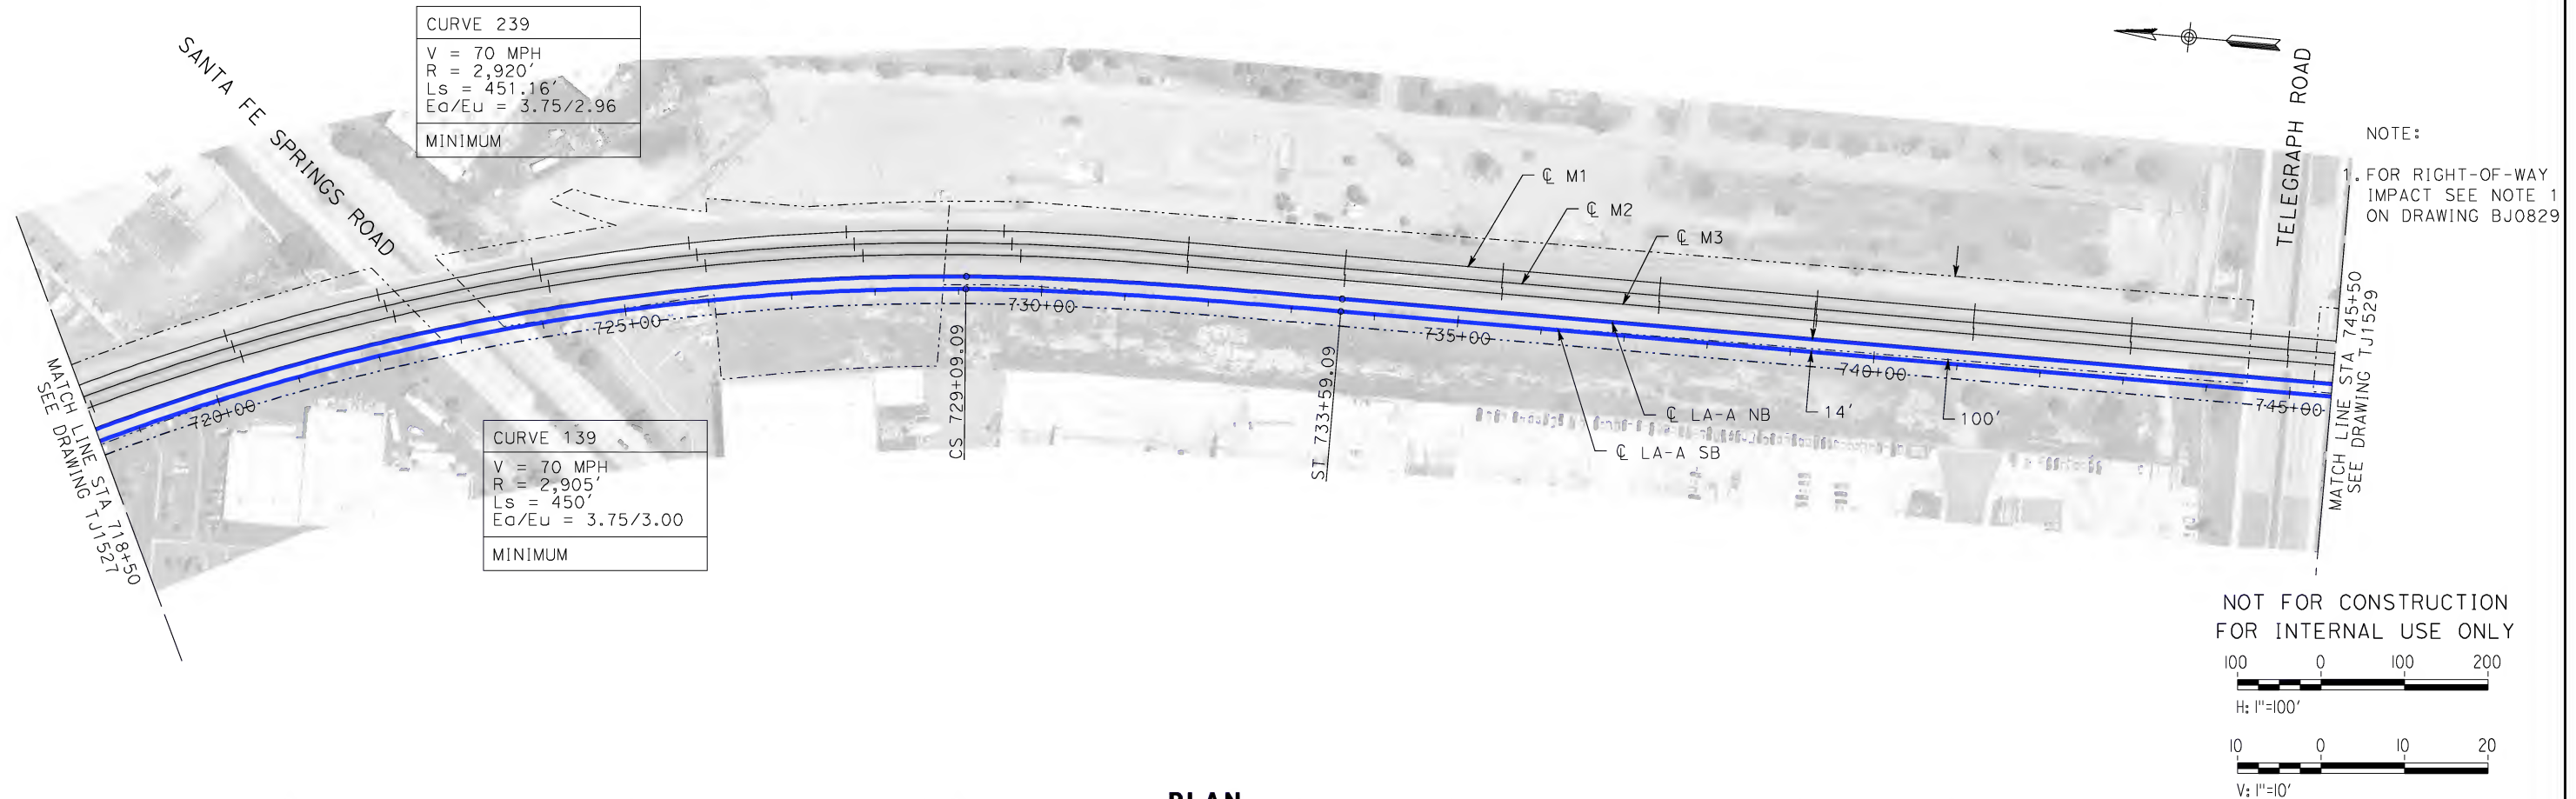 CURVE 239
V = 70 MPH
R = 2,920'
Ls = 451.16'
Ea/Eu = 3.75/2.96
MINIMUM
SANTA FE SPRINGS ROAD
TELEGRAPH ROAD
NOTE:
1. FOR RIGHT-OF-WAY
IMPACT SEE NOTE 1
ON DRAWING BJ0829
℄ M1
℄ M2
℄ M3
720+00
725+00
730+00
735+00
740+00
745+00
CS 729+09.09
ST 733+59.09
℄ LA-A NB
℄ LA-A SB
14'
100'
MATCH LINE STA 718+50
SEE DRAWING TJ1527
MATCH LINE STA 745+50
SEE DRAWING TJ1529
CURVE 139
V = 70 MPH
R = 2,905'
Ls = 450'
Ea/Eu = 3.75/3.00
MINIMUM
NOT FOR CONSTRUCTION
FOR INTERNAL USE ONLY
100 0 100 200
H: 1"=100'
10 0 10 20
V: 1"=10'
PLAN